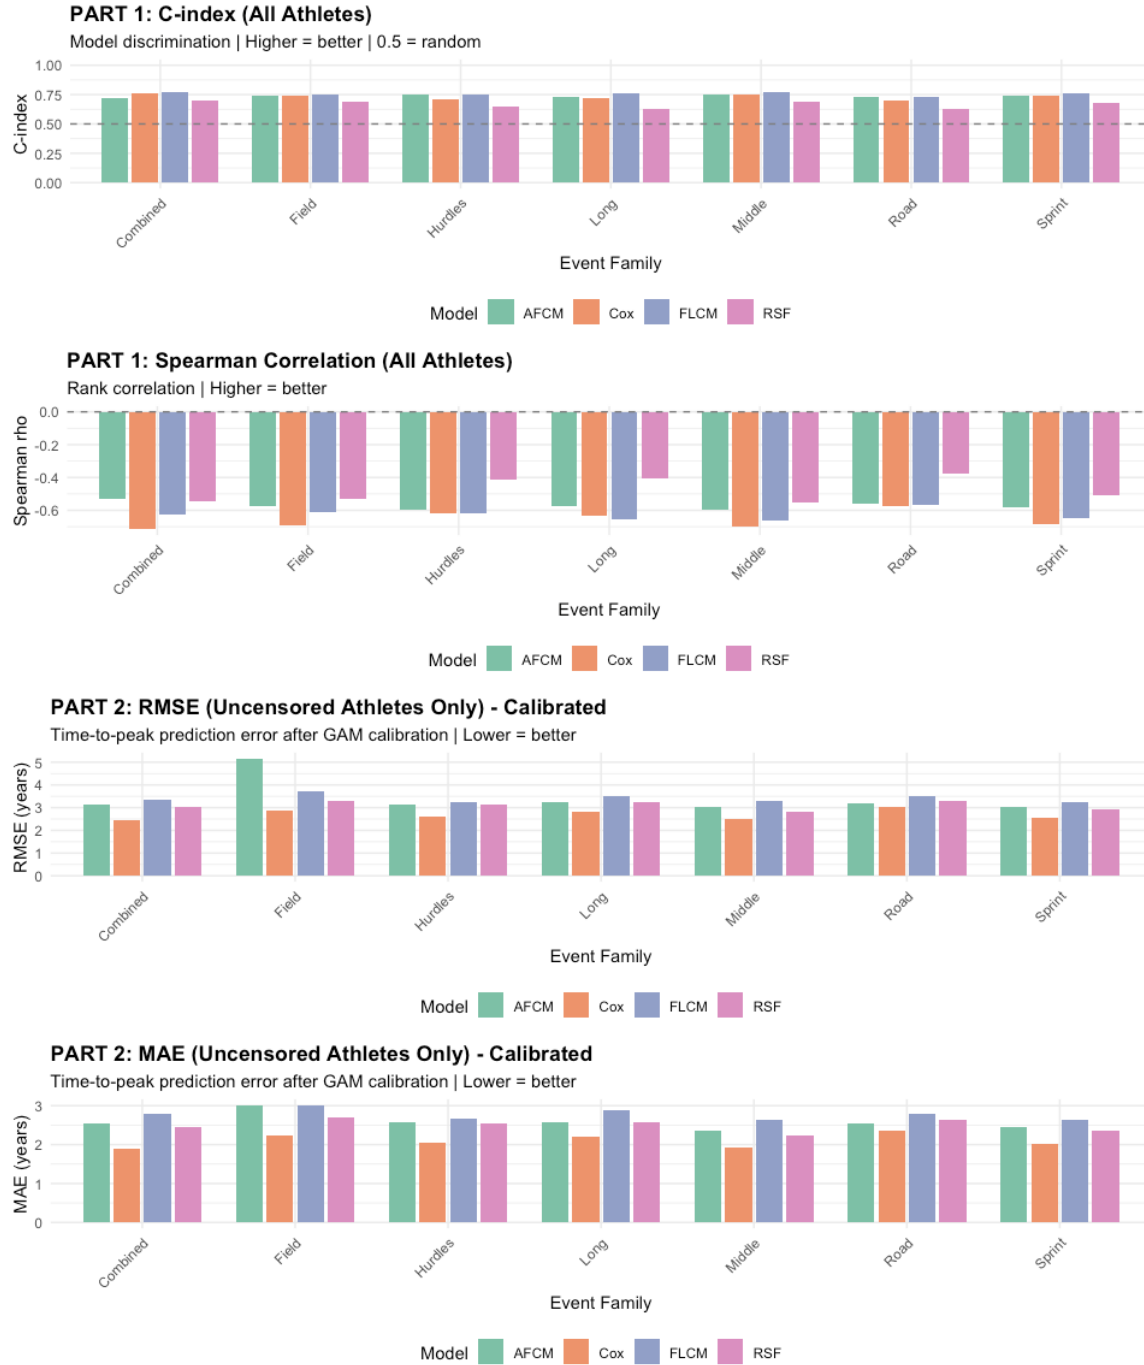 PART 1: C-index (All Athletes)
Model discrimination | Higher = better | 0.5 = random
1.00
0.75
0.50
0.25
0.00
C-index
Combined
Field
Hurdles
Long
Middle
Road
Sprint
Event Family
Model AFCM Cox FLCM RSF
PART 1: Spearman Correlation (All Athletes)
Rank correlation | Higher = better
0.0
-0.2
-0.4
-0.6
Spearman rho
Combined
Field
Hurdles
Long
Middle
Road
Sprint
Event Family
Model AFCM Cox FLCM RSF
PART 2: RMSE (Uncensored Athletes Only) - Calibrated
Time-to-peak prediction error after GAM calibration | Lower = better
5
4
3
2
1
0
RMSE (years)
Combined
Field
Hurdles
Long
Middle
Road
Sprint
Event Family
Model AFCM Cox FLCM RSF
PART 2: MAE (Uncensored Athletes Only) - Calibrated
Time-to-peak prediction error after GAM calibration | Lower = better
3
2
1
0
MAE (years)
Combined
Field
Hurdles
Long
Middle
Road
Sprint
Event Family
Model AFCM Cox FLCM RSF